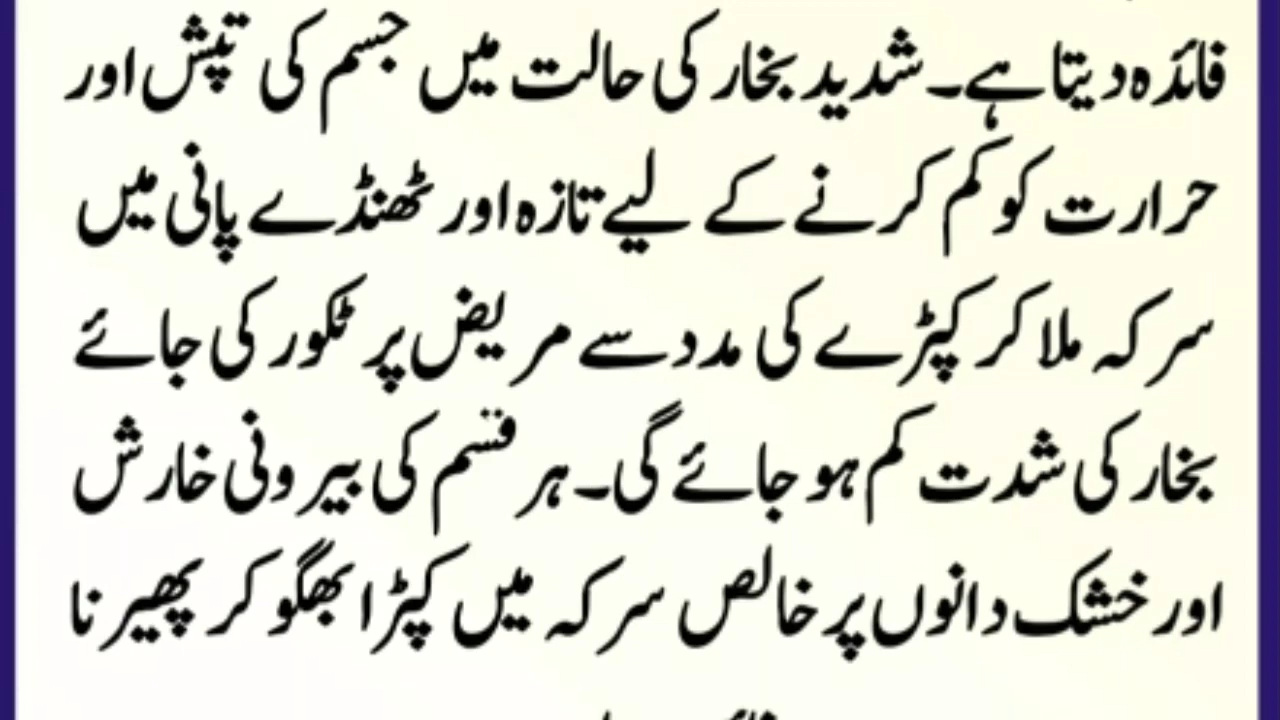 فائدہ دیتا ہے۔ شدید بخار کی حالت میں جسم کی تپش اور
حرارت کو کم کرنے کے لیے تازہ اور ٹھنڈے پانی میں
سرکہ ملا کر کپڑے کی مدد سے مریض پر ٹکور کی جائے
بخار کی شدت کم ہو جائے گی۔ ہر قسم کی بیرونی خارش
اور خشک دانوں پر خالص سرکہ میں کپڑا بھگو کر پھیرنا